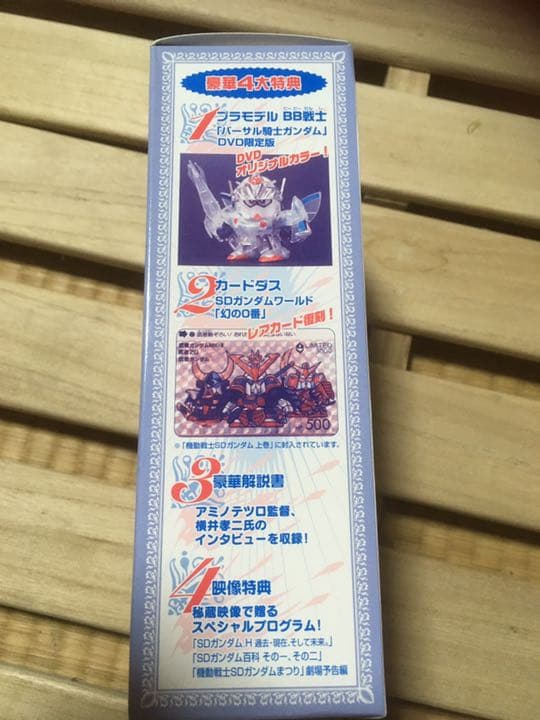 豪華4大特典
1 プラモデル BB戦士
「バーサル騎士ガンダム」
DVD限定版
DVD
オリジナルカラー!
2 カードダス
SDガンダムワールド
「幻の0番」
レアカード復刻!
500
※「機動戦士SDガンダム 上巻」に封入されています。
3 豪華解説書
アミノテツロ監督、
横井孝二氏の
インタビューを収録!
4 映像特典
秘蔵映像で贈る
スペシャルプログラム!
「SDガンダム H 過去・現在、そして未来。」
「SDガンダム百科 その一、その二」
「機動戦士SDガンダムまつり」劇場予告編